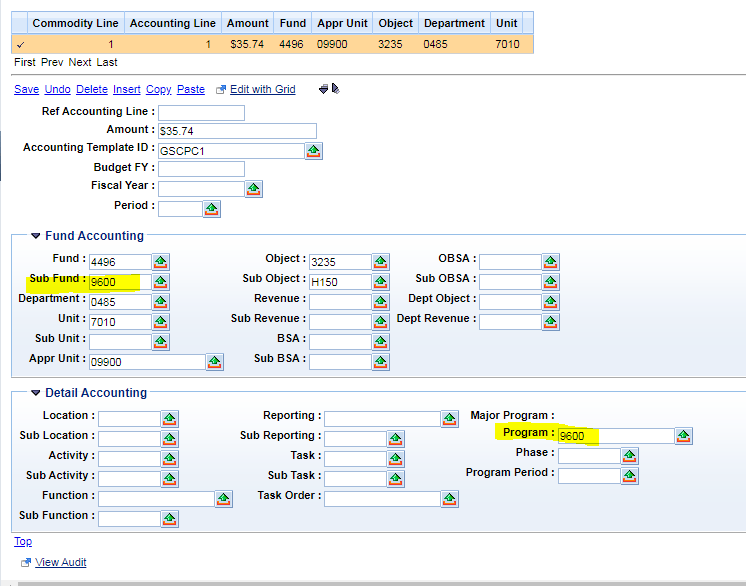 Commodity Line Accounting Line Amount Fund Appr Unit Object Department Unit
✓ 1 1 $35.74 4496 09900 3235 0485 7010
First Prev Next Last
Save Undo Delete Insert Copy Paste Edit with Grid
Ref Accounting Line :
Amount : $35.74
Accounting Template ID : GSCPC1
Budget FY :
Fiscal Year :
Period :
Fund Accounting
Fund : 4496 Object : 3235 OBSA :
Sub Fund : 9600 Sub Object : H150 Sub OBSA :
Department : 0485 Revenue : Dept Object :
Unit : 7010 Sub Revenue : Dept Revenue :
Sub Unit : BSA :
Appr Unit : 09900 Sub BSA :
Detail Accounting
Location : Reporting : Major Program :
Sub Location : Sub Reporting : Program : 9600
Activity : Task : Phase :
Sub Activity : Sub Task : Program Period :
Function : Task Order :
Sub Function :
Top
View Audit